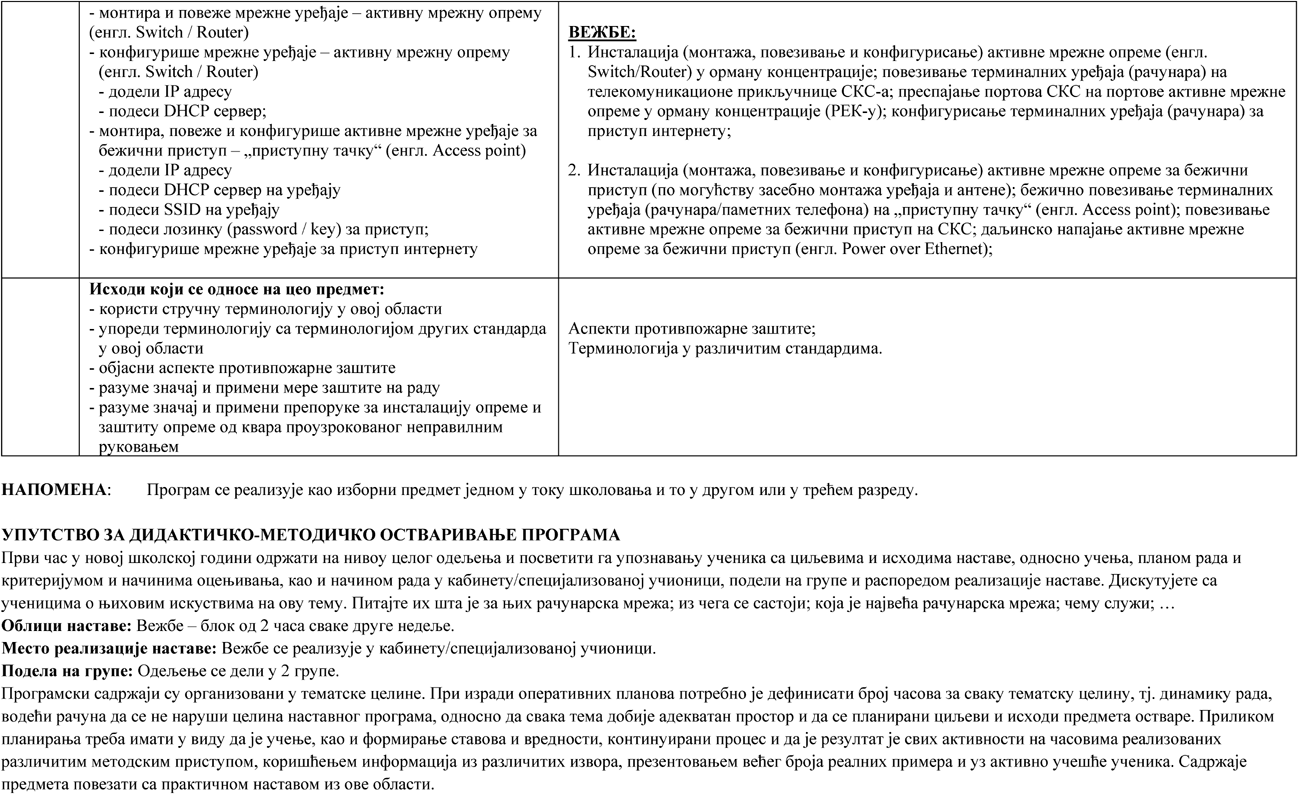 - монтира и повеже мрежне уређаје – активну мрежну опрему
(енгл. Switch / Router)
- конфигурише мрежне уређаје – активну мрежну опрему
(енгл. Switch / Router)
- додели IP адресу
- подеси DHCP сервер;
- монтира, повеже и конфигурише активне мрежне уређаје за
бежични приступ – „приступну тачку“ (енгл. Access point)
- додели IP адресу
- подеси DHCP сервер на уређају
- подеси SSID на уређају
- подеси лозинку (password / key) за приступ;
- конфигурише мрежне уређаје за приступ интернету
ВЕЖБЕ:
1. Инсталација (монтажа, повезивање и конфигурисање) активне мрежне опреме (енгл.
Switch/Router) у орману концентрације; повезивање терминалних уређаја (рачунара) на
телекомуникационе прикључнице СКС-а; преспајање портова СКС на портове активне мрежне
опреме у орману концентрације (РЕК-у); конфигурисање терминалних уређаја (рачунара) за
приступ интернету;
2. Инсталација (монтажа, повезивање и конфигурисање) активне мрежне опреме за бежични
приступ (по могућству засебно монтажа уређаја и антене); бежично повезивање терминалних
уређаја (рачунара/паметних телефона) на „приступну тачку“ (енгл. Access point); повезивање
активне мрежне опреме за бежични приступ на СКС; даљинско напајање активне мрежне
опреме за бежични приступ (енгл. Power over Ethernet);
Исходи који се односе на цео предмет:
- користи стручну терминологију у овој области
- упореди терминологију са терминологијом других стандарда
у овој области
- објасни аспекте противпожарне заштите
- разуме значај и примени мере заштите на раду
- разуме значај и примени препоруке за инсталацију опреме и
заштиту опреме од квара проузрокованог неправилним
руковањем
Аспекти противпожарне заштите;
Терминологија у различитим стандардима.
НАПОМЕНА: Програм се реализује као изборни предмет једном у току школовања и то у другом или у трећем разреду.
УПУТСТВО ЗА ДИДАКТИЧКО-МЕТОДИЧКО ОСТВАРИВАЊЕ ПРОГРАМА
Први час у новој школској години одржати на нивоу целог одељења и посветити га упознавању ученика са циљевима и исходима наставе, односно учења, планом рада и
критеријумом и начинима оцењивања, као и начином рада у кабинету/специјализованој учионици, подели на групе и распоредом реализације наставе. Дискутујете са
ученицима о њиховим искуствима на ову тему. Питајте их шта је за њих рачунарска мрежа; из чега се састоји; која је највећа рачунарска мрежа; чему служи; …
Облици наставе: Вежбе – блок од 2 часа сваке друге недеље.
Место реализације наставе: Вежбе се реализује у кабинету/специјализованој учионици.
Подела на групе: Одељење се дели у 2 групе.
Програмски садржаји су организовани у тематске целине. При изради оперативних планова потребно је дефинисати број часова за сваку тематску целину, тј. динамику рада,
водећи рачуна да се не наруши целина наставног програма, односно да свака тема добије адекватан простор и да се планирани циљеви и исходи предмета остваре. Приликом
планирања треба имати у виду да је учење, као и формирање ставова и вредности, континуирани процес и да је резултат је свих активности на часовима реализованих
различитим методским приступом, коришћењем информација из различитих извора, презентовањем већег броја реалних примера и уз активно учешће ученика. Садржаје
предмета повезати са практичном наставом из ове области.